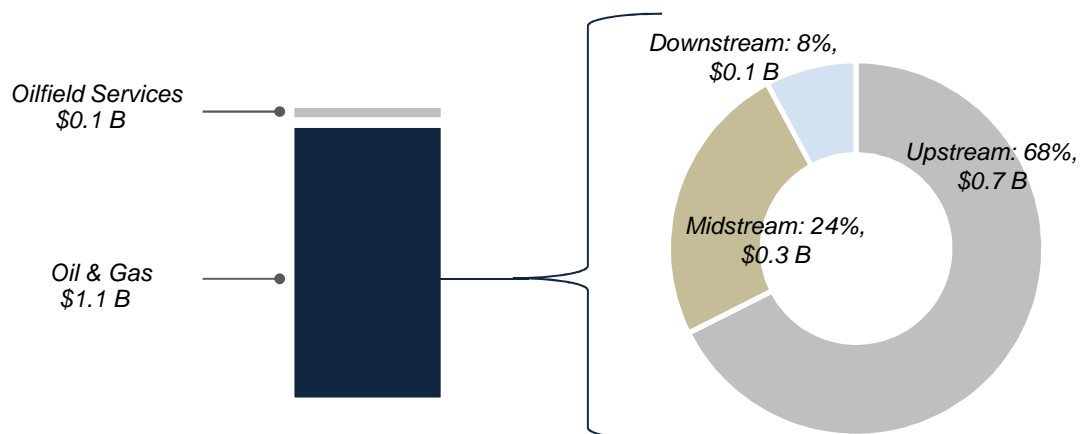 Oilfield Services
$0.1 B
Oil & Gas
$1.1 B
Downstream: 8%,
$0.1 B
Upstream: 68%,
$0.7 B
Midstream: 24%,
$0.3 B